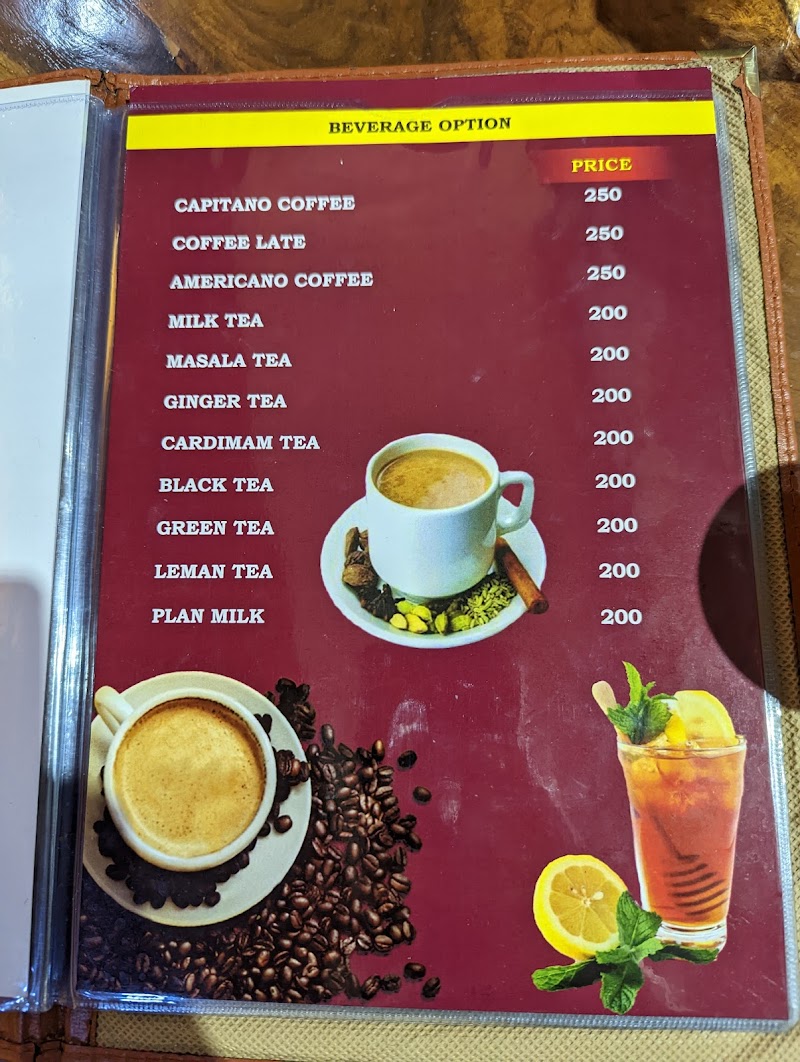 BEVERAGE OPTION
PRICE
CAPITANO COFFEE 250
COFFEE LATE 250
AMERICANO COFFEE 250
MILK TEA 200
MASALA TEA 200
GINGER TEA 200
CARDIMAM TEA 200
BLACK TEA 200
GREEN TEA 200
LEMAN TEA 200
PLAN MILK 200